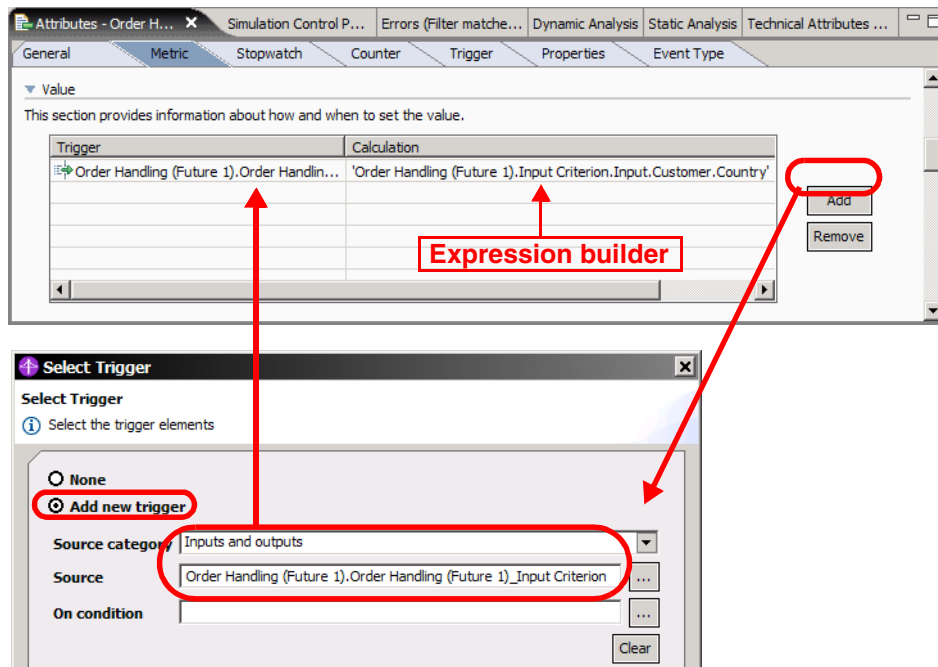 Attributes - Order H... Simulation Control P... Errors (Filter matche... Dynamic Analysis Static Analysis Technical Attributes ...
General Metric Stopwatch Counter Trigger Properties Event Type
Value
This section provides information about how and when to set the value.
Trigger Calculation
Order Handling (Future 1).Order Handlin... 'Order Handling (Future 1).Input Criterion.Input.Customer.Country'
Add
Remove
Expression builder
Select Trigger
Select Trigger
Select the trigger elements
None
Add new trigger
Source category Inputs and outputs
Source Order Handling (Future 1).Order Handling (Future 1)_Input Criterion ...
On condition ...
Clear